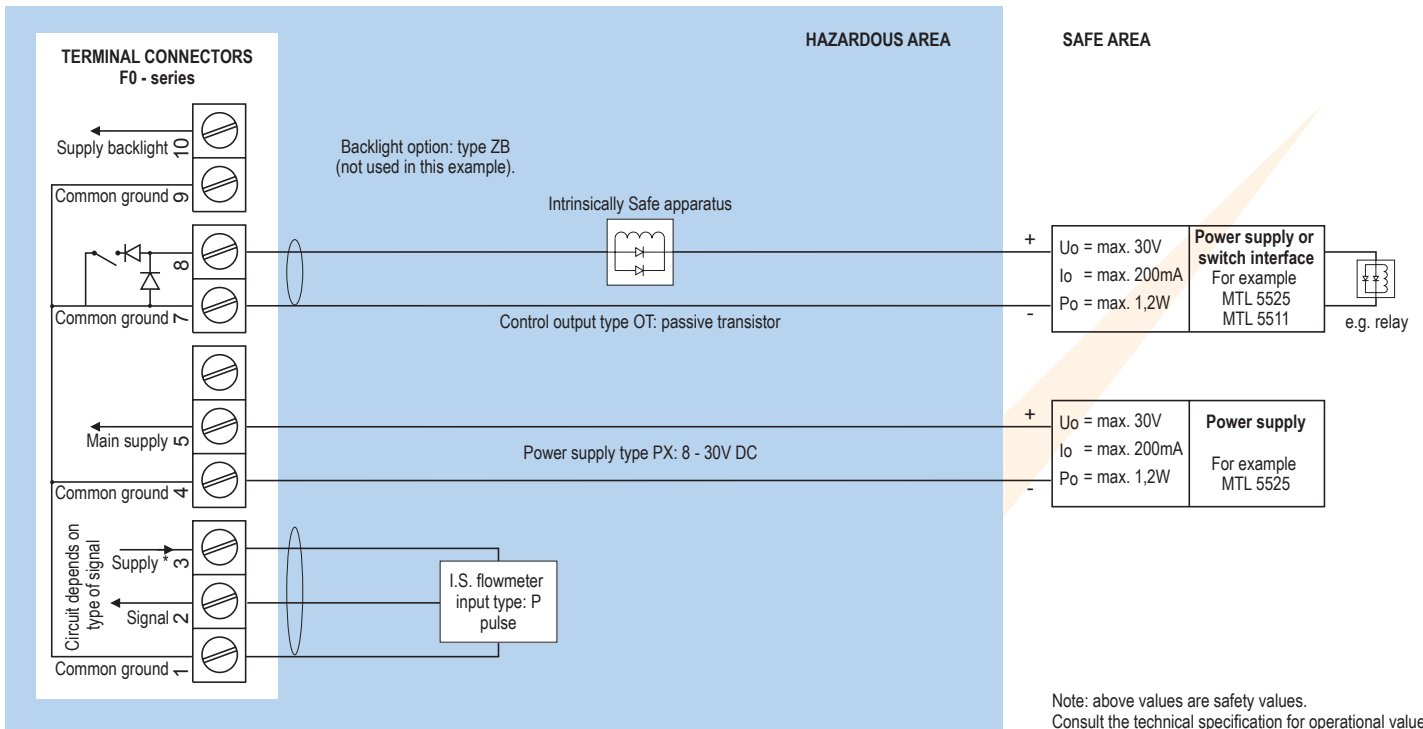 HAZARDOUS AREA
SAFE AREA
TERMINAL CONNECTORS
F0 - series
Supply backlight
10
Common ground
9
Backlight option: type ZB
(not used in this example).
Intrinsically Safe apparatus
8
Common ground
7
Control output type OT: passive transistor
+
-
Uo = max. 30V
Io = max. 200mA
Po = max. 1,2W
Power supply or
switch interface
For example
MTL 5525
MTL 5511
e.g. relay
Main supply
5
Common ground
4
Power supply type PX: 8 - 30V DC
+
-
Uo = max. 30V
Io = max. 200mA
Po = max. 1,2W
Power supply
For example
MTL 5525
Circuit depends on
type of signal
Supply *
3
Signal
2
Common ground
1
I.S. flowmeter
input type: P
pulse
Note: above values are safety values.
Consult the technical specification for operational value